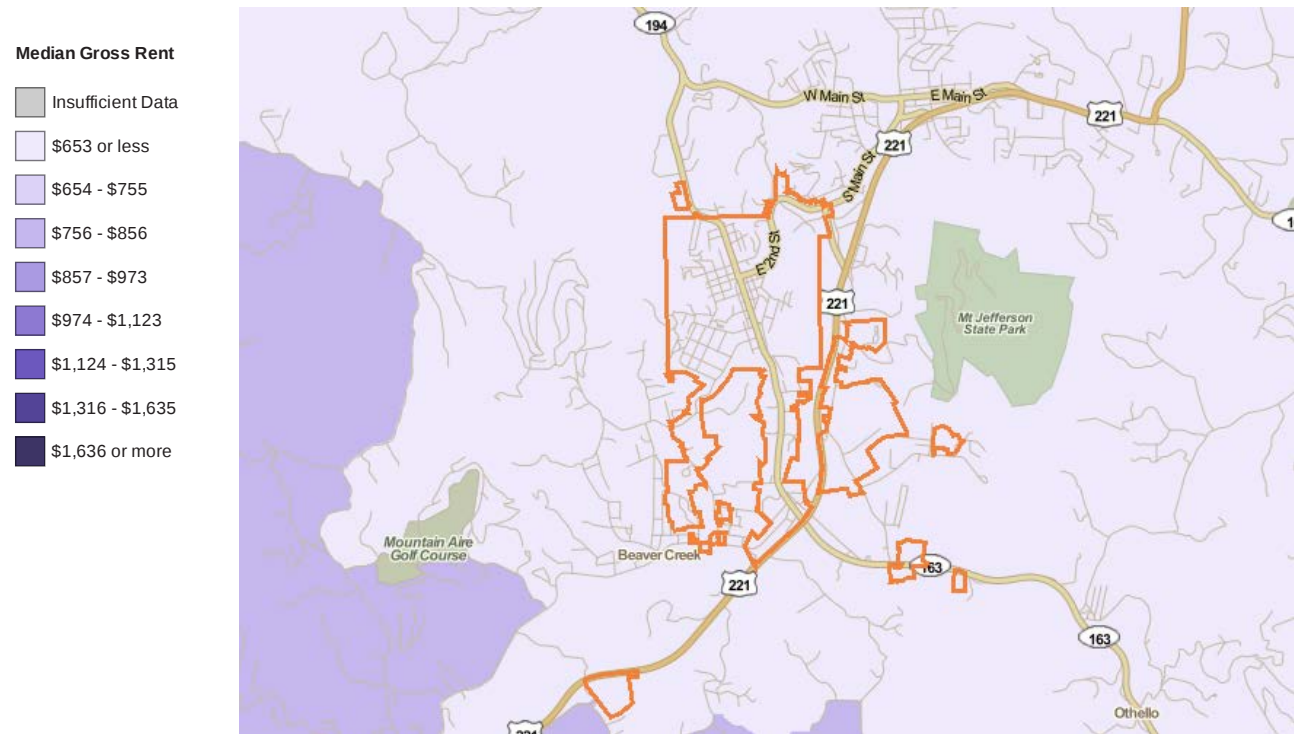 Median Gross Rent
Insufficient Data
$653 or less
$654 - $755
$756 - $856
$857 - $973
$974 - $1,123
$1,124 - $1,315
$1,316 - $1,635
$1,636 or more
194
W Main St
E Main St
221
221
S Main St
E 2nd St
221
Mt Jefferson
State Park
Mountain Aire
Golf Course
Beaver Creek
163
221
163
Othello
221